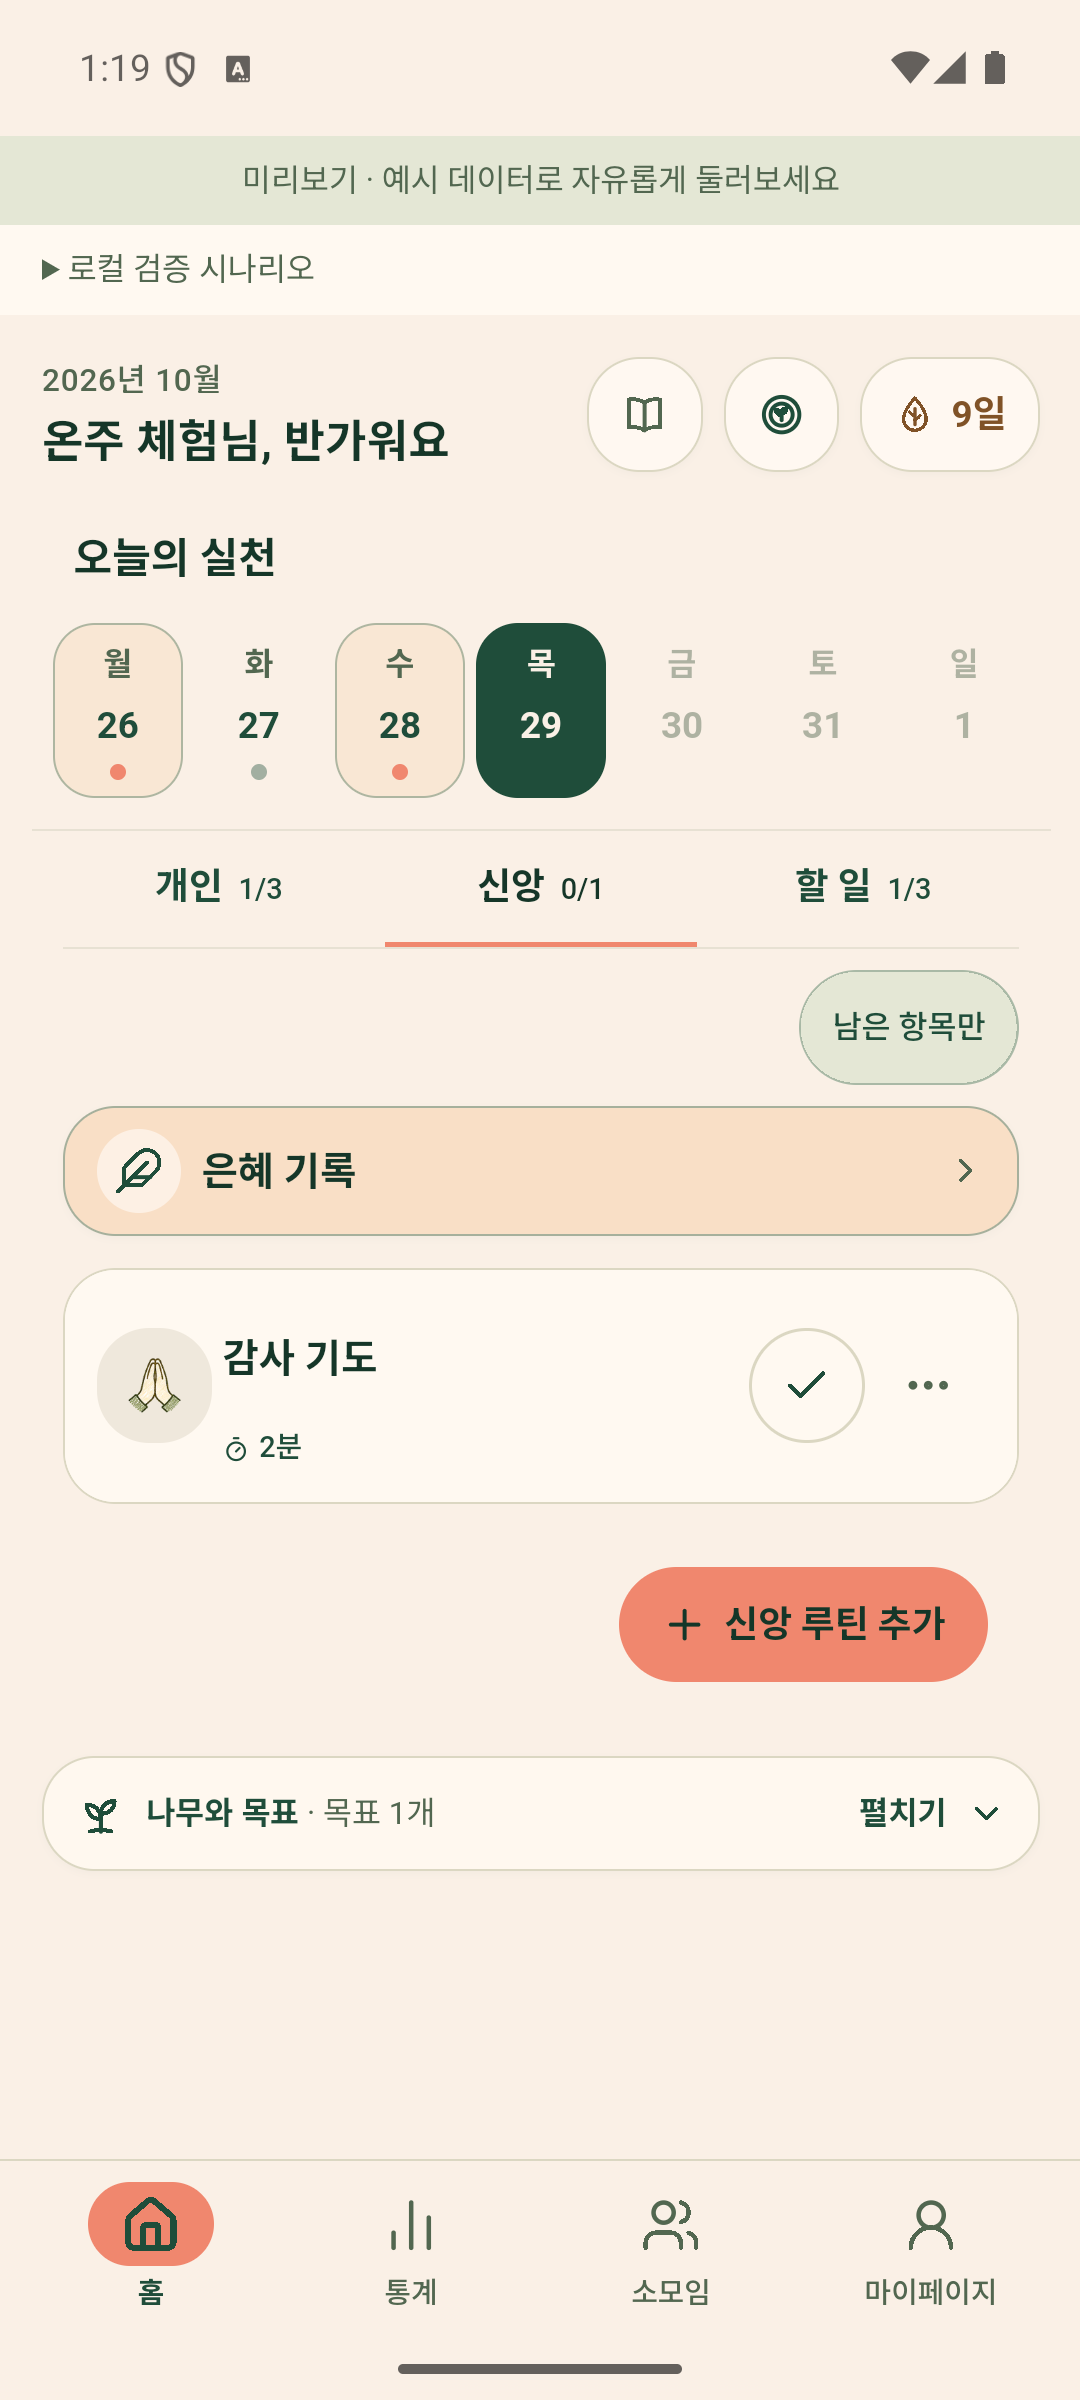 1:19
미리보기 · 예시 데이터로 자유롭게 둘러보세요
▶ 로컬 검증 시나리오
2026년 10월
온주 체험님, 반가워요
9일
오늘의 실천
월 화 수 목 금 토 일
26 27 28 29 30 31 1
개인 1/3 신앙 0/1 할 일 1/3
남은 항목만
은혜 기록
감사 기도
2분
+ 신앙 루틴 추가
나무와 목표 · 목표 1개 펼치기
홈 통계 소모임 마이페이지